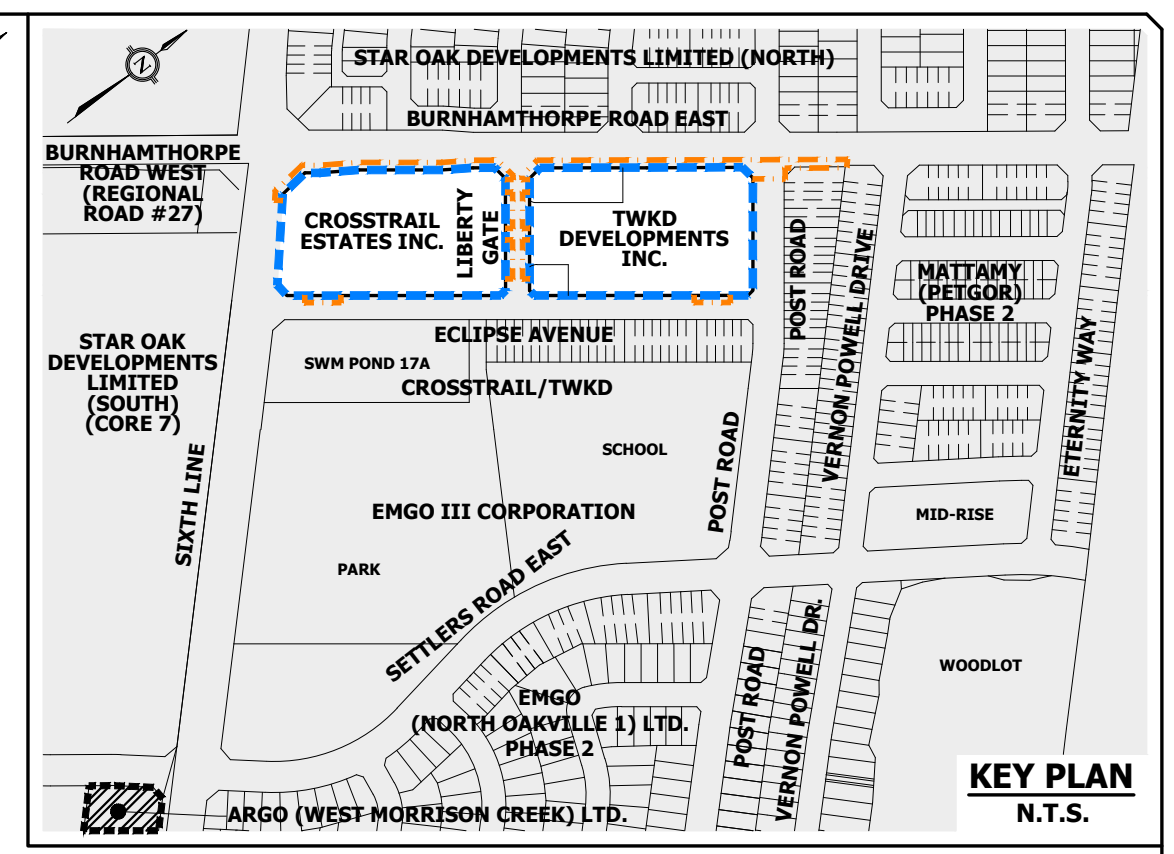 STAR OAK DEVELOPMENTS LIMITED (NORTH)
N
BURNHAMTHORPE ROAD EAST
BURNHAMTHORPE
ROAD WEST
(REGIONAL
ROAD #27)
CROSSTRAIL
ESTATES INC.
LIBERTY
GATE
TWKD
DEVELOPMENTS
INC.
POST ROAD
VERNON POWELL DRIVE
MATTAMY
(PETGOR)
PHASE 2
ETERNITY WAY
STAR OAK
DEVELOPMENTS
LIMITED
(SOUTH)
(CORE 7)
ECLIPSE AVENUE
SWM POND 17A
CROSSTRAIL/TWKD
SCHOOL
POST ROAD
SIXTH LINE
EMGO III CORPORATION
MID-RISE
PARK
SETTLERS ROAD EAST
WOODLOT
EMGO
(NORTH OAKVILLE 1) LTD.
PHASE 2
POST ROAD
VERNON POWELL DR.
ARGO (WEST MORRISON CREEK) LTD.
KEY PLAN
N.T.S.